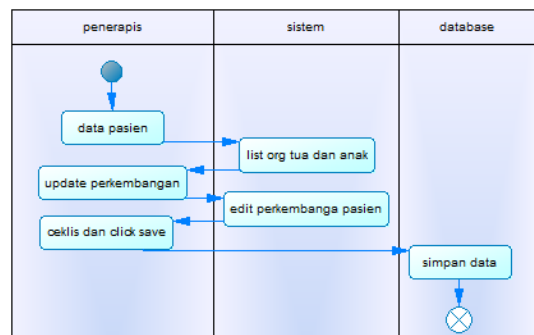 penerapis
sistem
database
data pasien
list org tua dan anak
update perkembangan
edit perkembanga pasien
ceklis dan click save
simpan data